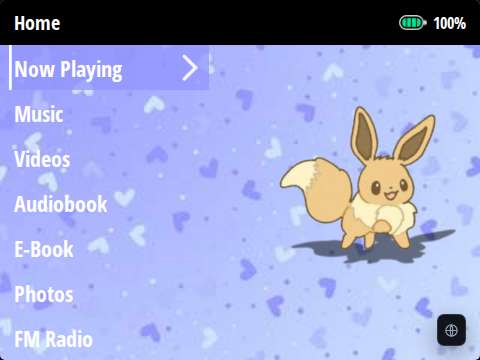 Home
100%
Now Playing
Music
Videos
Audiobook
E-Book
Photos
FM Radio